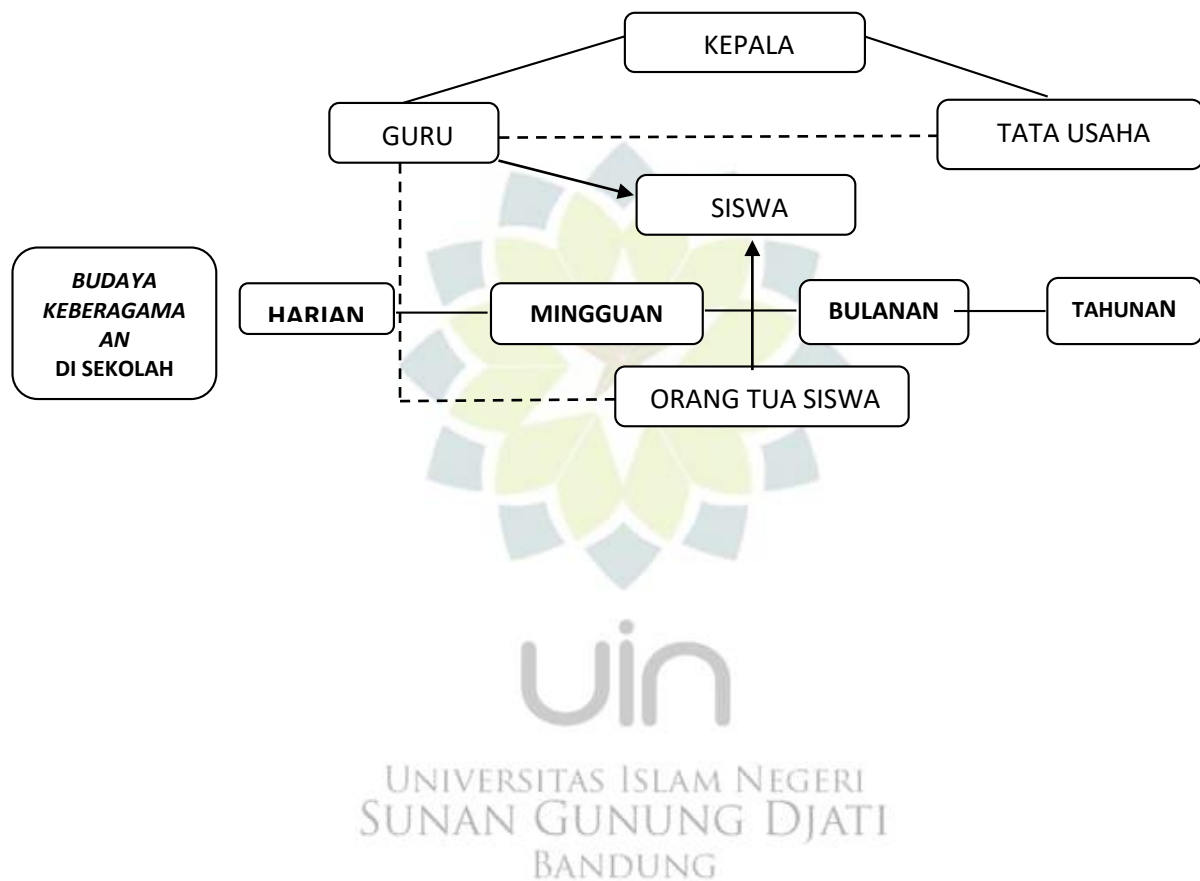 KEPALA
GURU
TATA USAHA
SISWA
BUDAYA
KEBERAGAMA
AN
DI SEKOLAH
HARIAN
MINGGUAN
BULANAN
TAHUNAN
ORANG TUA SISWA
uin
UNIVERSITAS ISLAM NEGERI
SUNAN GUNUNG DJATI
BANDUNG